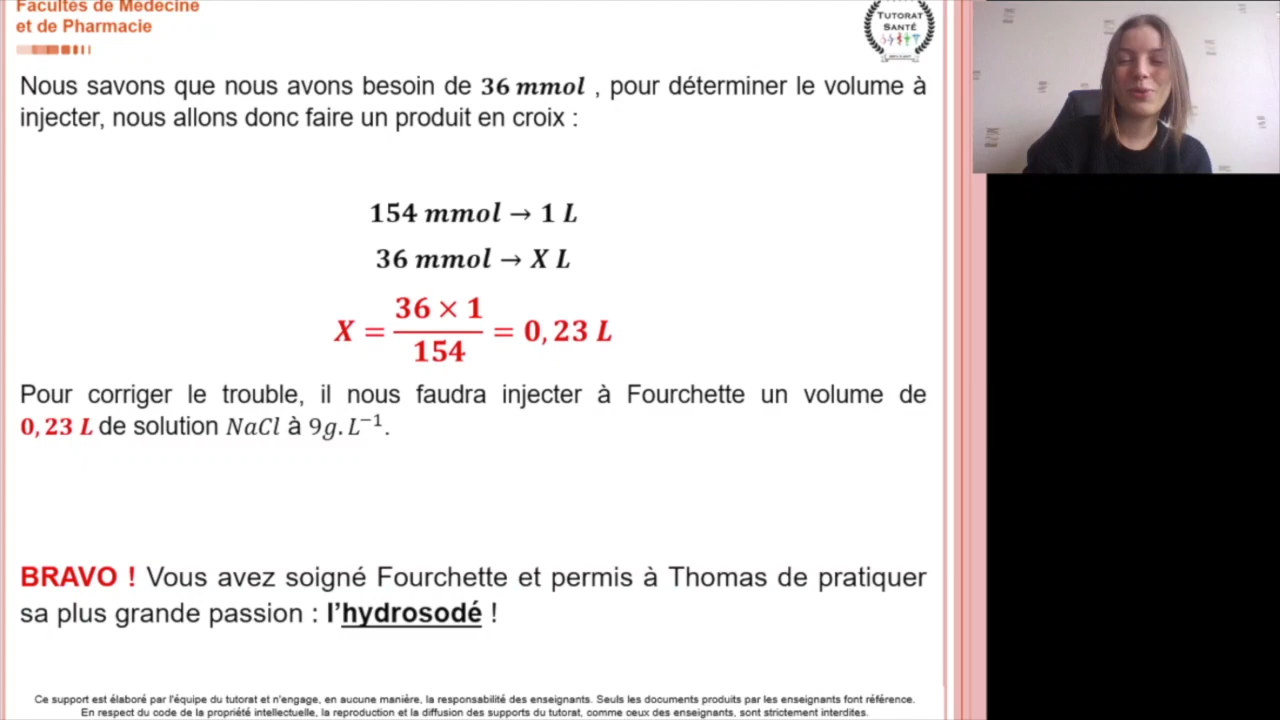 Facultés de Médecine
et de Pharmacie
TUTORAT
SANTÉ
Nous savons que nous avons besoin de 36 mmol , pour déterminer le volume à
injecter, nous allons donc faire un produit en croix :
154 mmol → 1 L
36 mmol → X L
X = 36 × 1 / 154 = 0, 23 L
Pour corriger le trouble, il nous faudra injecter à Fourchette un volume de
0, 23 L de solution NaCl à 9g. L⁻¹.
BRAVO ! Vous avez soigné Fourchette et permis à Thomas de pratiquer
sa plus grande passion : l’hydrosodé !
Ce support est élaboré par l'équipe du tutorat et n'engage, en aucune manière, la responsabilité des enseignants. Seuls les documents produits par les enseignants font référence.
En respect du code de la propriété intellectuelle, la reproduction et la diffusion des supports du tutorat, comme ceux des enseignants, sont strictement interdites.